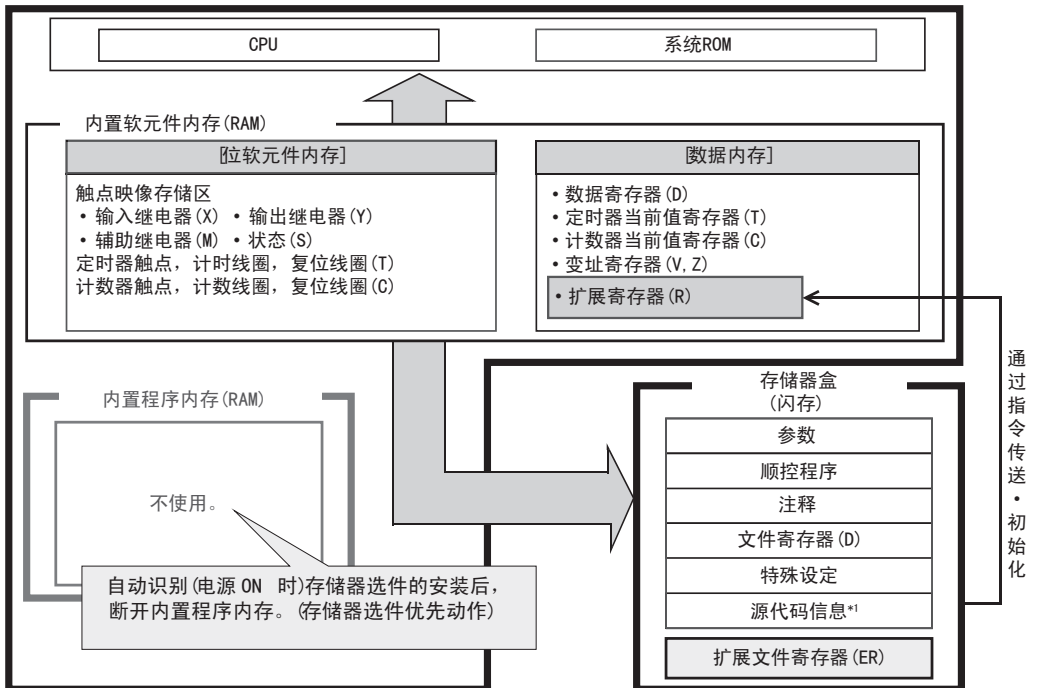 CPU
系统ROM
内置软元件内存(RAM)
[位软元件内存]
触点映像存储区
・输入继电器(X) ・输出继电器(Y)
・辅助继电器(M) ・状态(S)
定时器触点，计时线圈，复位线圈(T)
计数器触点，计数线圈，复位线圈(C)
[数据内存]
・数据寄存器(D)
・定时器当前值寄存器(T)
・计数器当前值寄存器(C)
・变址寄存器(V,Z)
・扩展寄存器(R)
内置程序内存(RAM)
不使用。
自动识别(电源 ON 时)存储器选件的安装后，
断开内置程序内存。(存储器选件优先动作)
存储器盒
(闪存)
参数
顺控程序
注释
文件寄存器(D)
特殊设定
源代码信息*1
扩展文件寄存器(ER)
通过指令传送・初始化